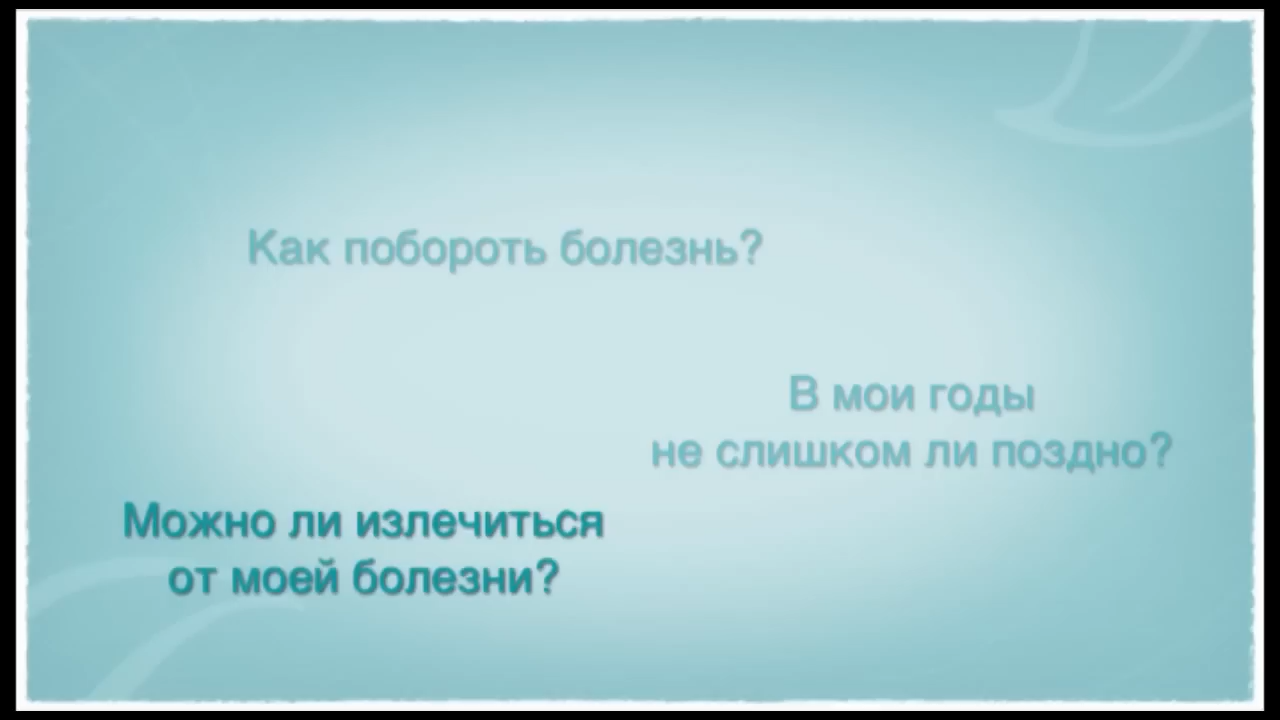 Как побороть болезнь?
В мои годы
не слишком ли поздно?
Можно ли излечиться
от моей болезни?